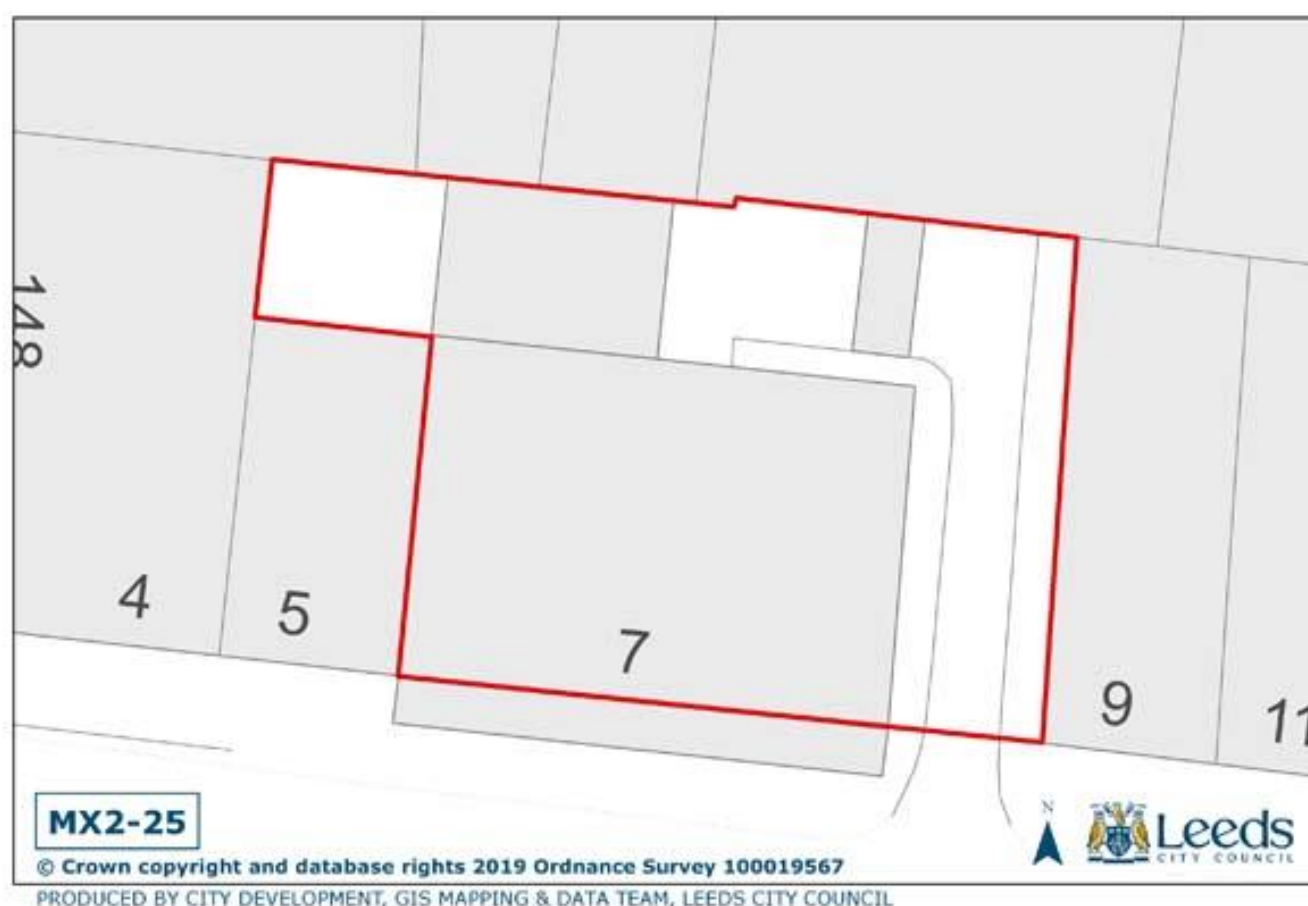 148
4
5
7
9
11
MX2-25
N
Leeds
CITY COUNCIL
© Crown copyright and database rights 2019 Ordnance Survey 100019567
PRODUCED BY CITY DEVELOPMENT, GIS MAPPING & DATA TEAM, LEEDS CITY COUNCIL